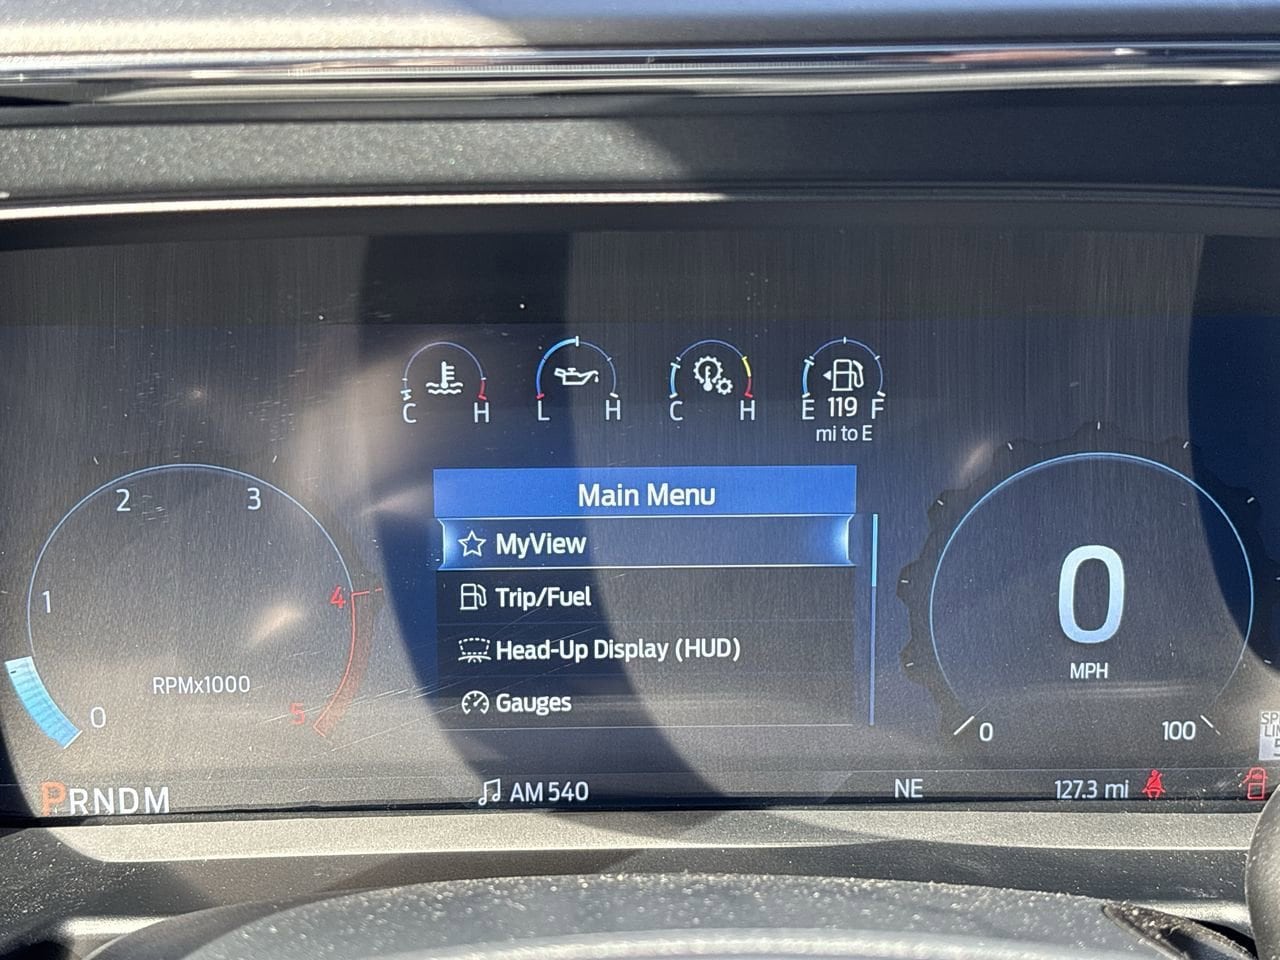 C H L H C H E 119 F
mi to E
Main Menu
MyView
Trip/Fuel
Head-Up Display (HUD)
Gauges
2 3
1 4
RPMx1000
0 5
0
MPH
0 100
PRNDM
AM 540
NE
127.3 mi